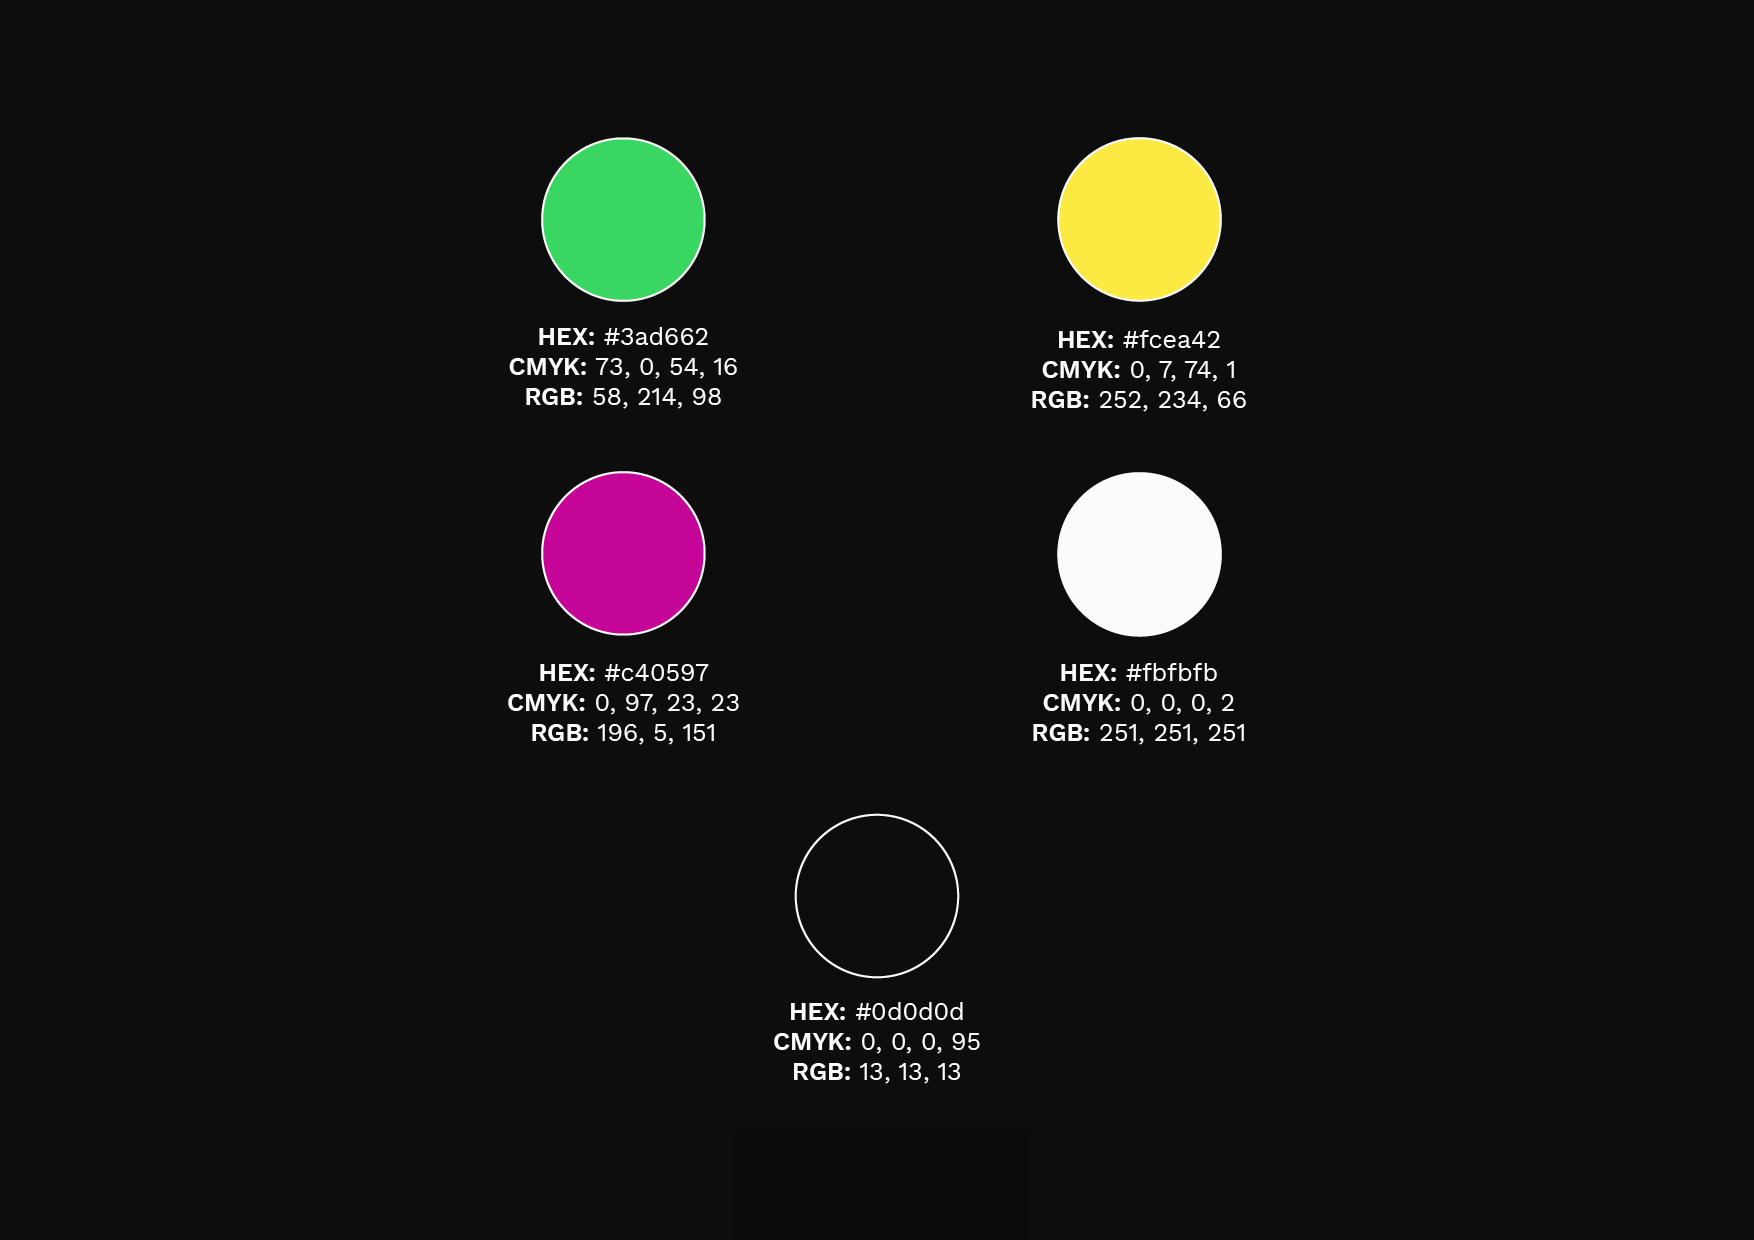 HEX: #3ad662
CMYK: 73, 0, 54, 16
RGB: 58, 214, 98
HEX: #fcea42
CMYK: 0, 7, 74, 1
RGB: 252, 234, 66
HEX: #c40597
CMYK: 0, 97, 23, 23
RGB: 196, 5, 151
HEX: #fbfbfb
CMYK: 0, 0, 0, 2
RGB: 251, 251, 251
HEX: #0d0d0d
CMYK: 0, 0, 0, 95
RGB: 13, 13, 13